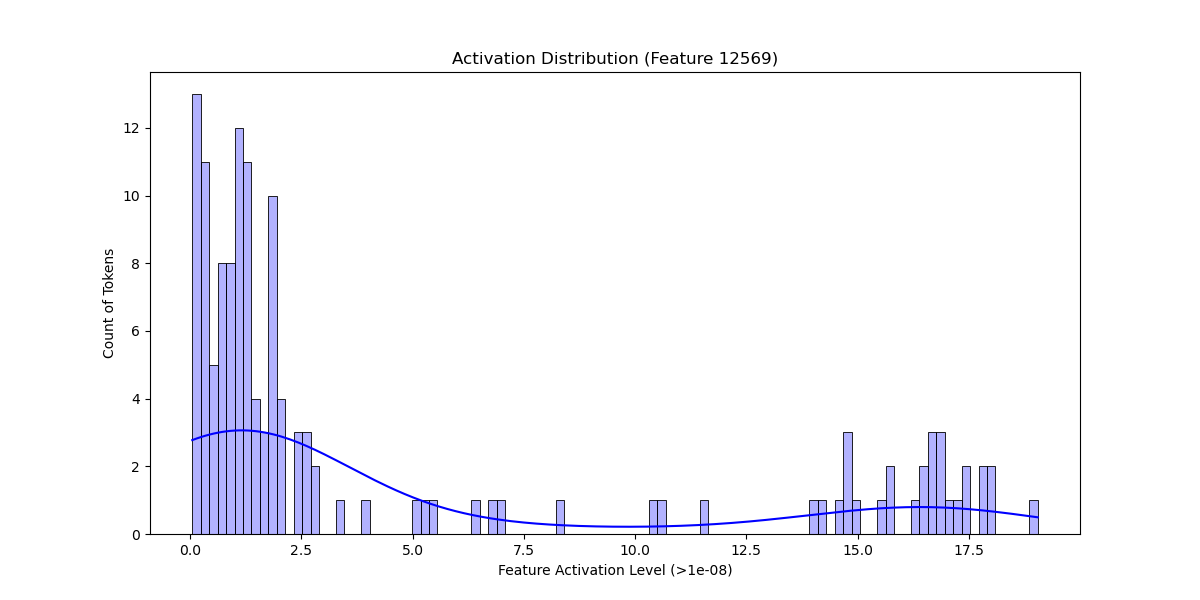 Activation Distribution (Feature 12569)
Count of Tokens
12
10
8
6
4
2
0
0.0 2.5 5.0 7.5 10.0 12.5 15.0 17.5
Feature Activation Level (>1e-08)